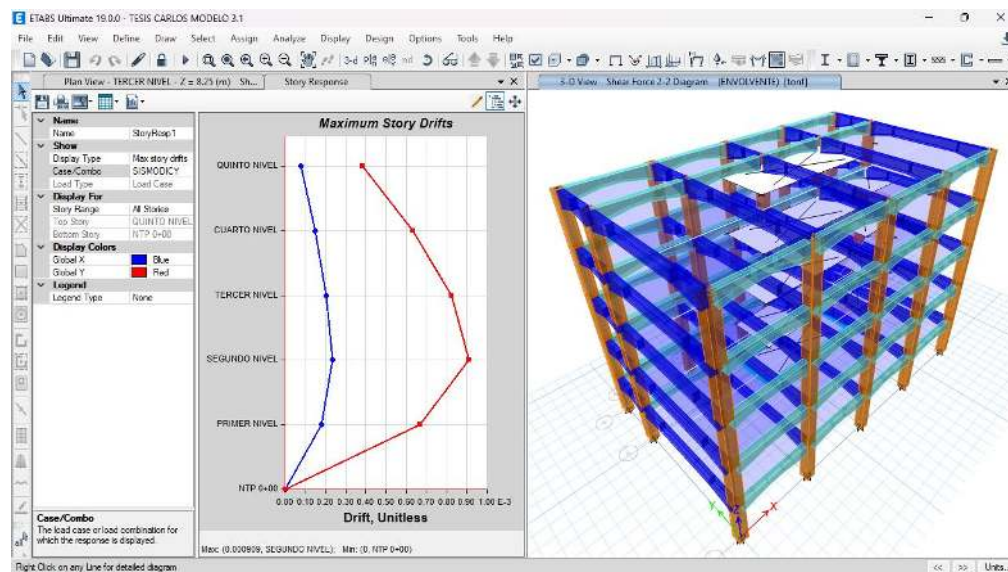 ETABS Ultimate 19.0.0 - TESIS CARLOS MODELO 3.1
File Edit View Define Draw Select Assign Analyze Display Design Options Tools Help
Plan View - TERCER NIVEL - Z = 8.25 (m) Sh...
Story Response
3-D View Shear Force 2-2 Diagram (ENVOLVENTE) [tonf]
Name
Name StoryResp1
Show
Display Type Max story drifts
Case/Combo SISMODICY
Load Type Load Case
Display For
Story Range All Stories
Top Story QUINTO NIVEL
Bottom Story NTP 0+00
Display Colors
Global X Blue
Global Y Red
Legend
Legend Type None
Case/Combo
The load case or load combination for
which the response is displayed.
Maximum Story Drifts
QUINTO NIVEL
CUARTO NIVEL
TERCER NIVEL
SEGUNDO NIVEL
PRIMER NIVEL
NTP 0+00
0.00 0.10 0.20 0.30 0.40 0.50 0.60 0.70 0.80 0.90 1.00 E-3
Drift, Unitless
Max: (0.000909, SEGUNDO NIVEL); Min: (0, NTP 0+00)
X
Y
Z
Right Click on any Line for detailed diagram
<< >> Units...